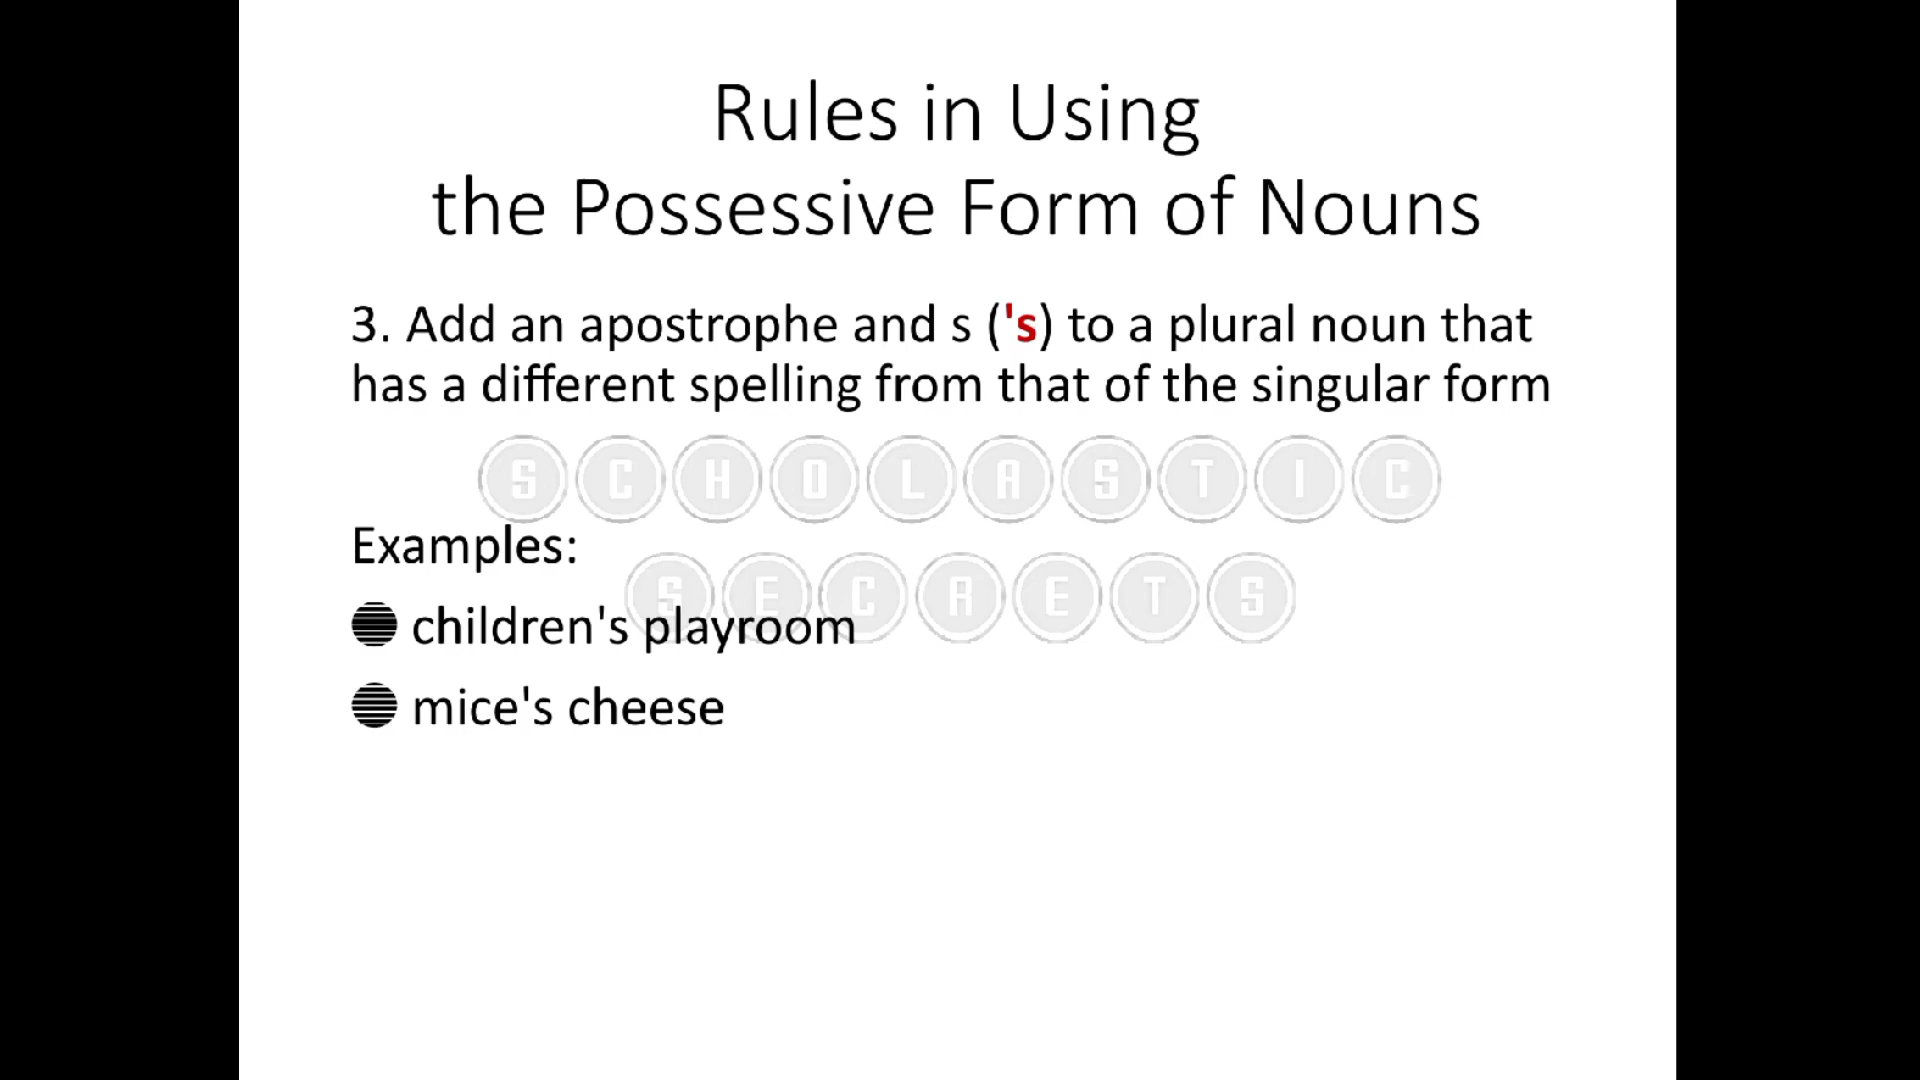 Rules in Using
the Possessive Form of Nouns
3. Add an apostrophe and s ('s) to a plural noun that
has a different spelling from that of the singular form
SCHOLASTIC
Examples:
SECRETS
children's playroom
mice's cheese